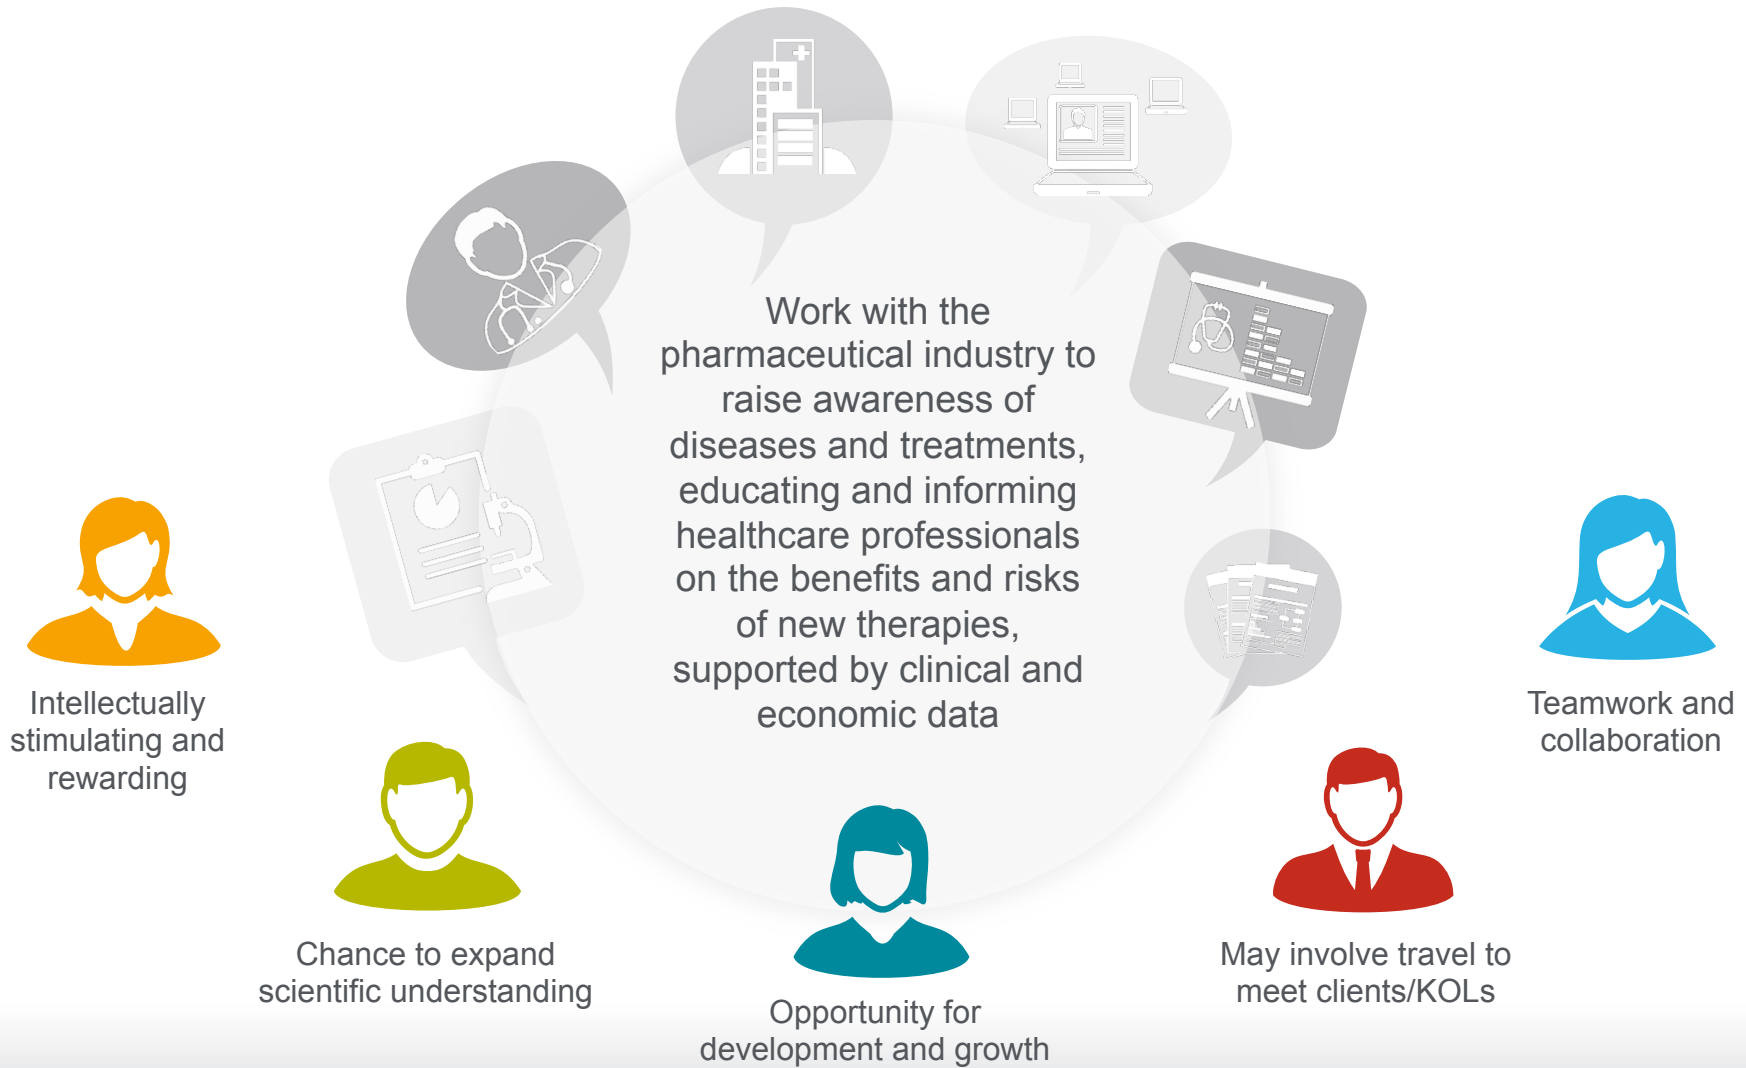 Work with the
pharmaceutical industry to
raise awareness of
diseases and treatments,
educating and informing
healthcare professionals
on the benefits and risks
of new therapies,
supported by clinical and
economic data
Intellectually
stimulating and
rewarding
Chance to expand
scientific understanding
Opportunity for
development and growth
May involve travel to
meet clients/KOLs
Teamwork and
collaboration